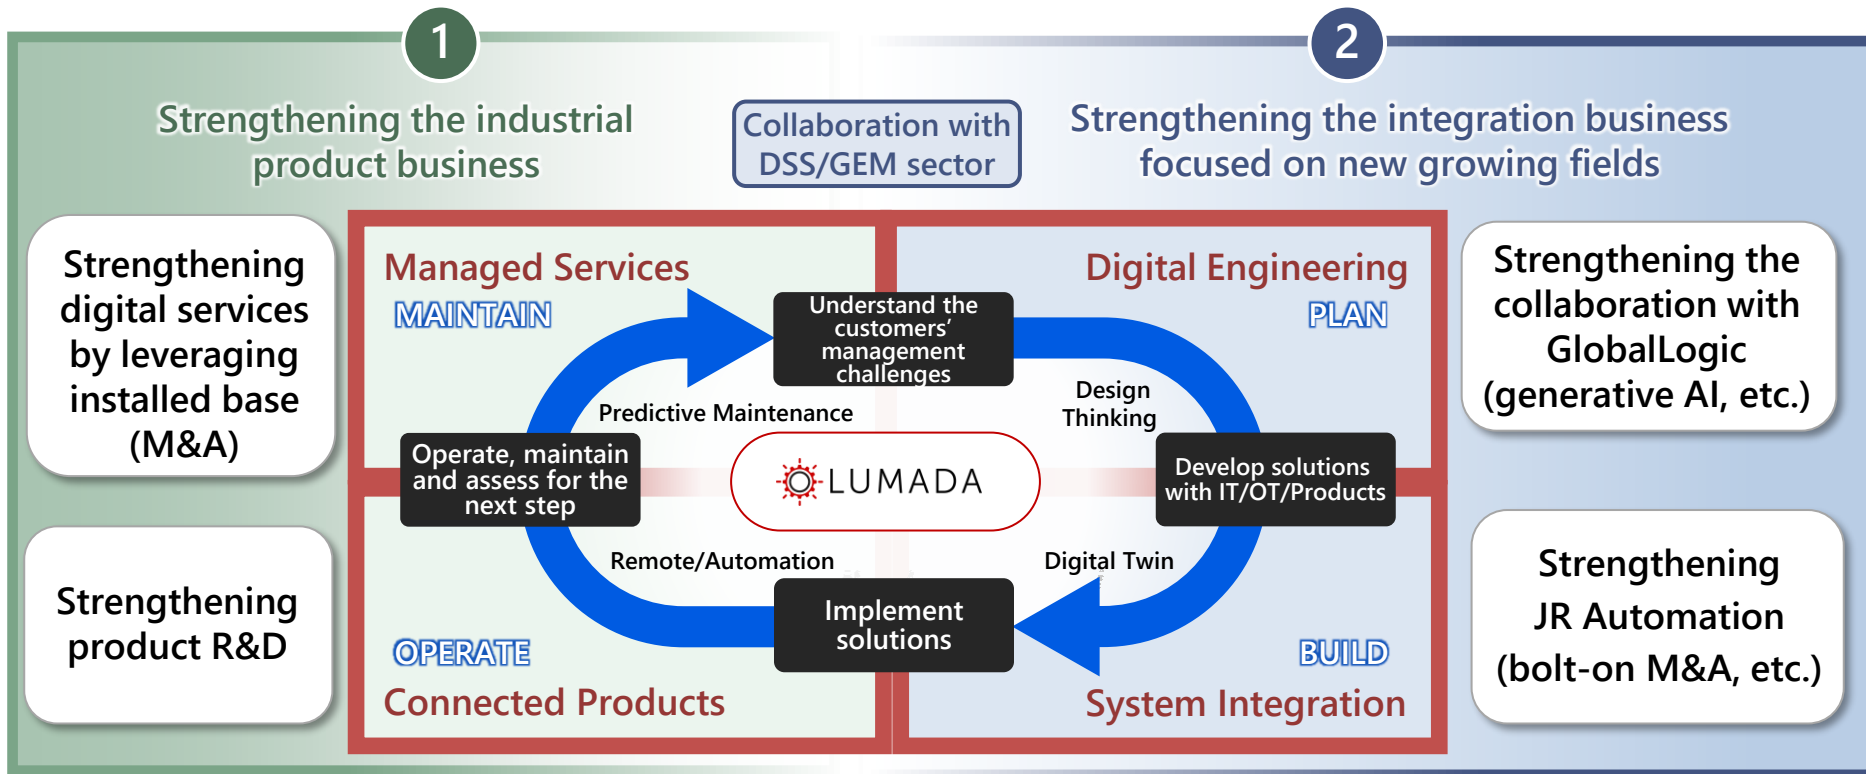 1
2
Strengthening the industrial
product business
Collaboration with
DSS/GEM sector
Strengthening the integration business
focused on new growing fields
Strengthening
digital services
by leveraging
installed base
(M&A)
Strengthening
product R&D
Managed Services
MAINTAIN
Digital Engineering
PLAN
Understand the
customers’
management
challenges
Predictive Maintenance
Design
Thinking
Operate, maintain
and assess for the
next step
LUMADA
Develop solutions
with IT/OT/Products
Remote/Automation
Digital Twin
Implement
solutions
OPERATE
Connected Products
BUILD
System Integration
Strengthening the
collaboration with
GlobalLogic
(generative AI, etc.)
Strengthening
JR Automation
(bolt-on M&A, etc.)